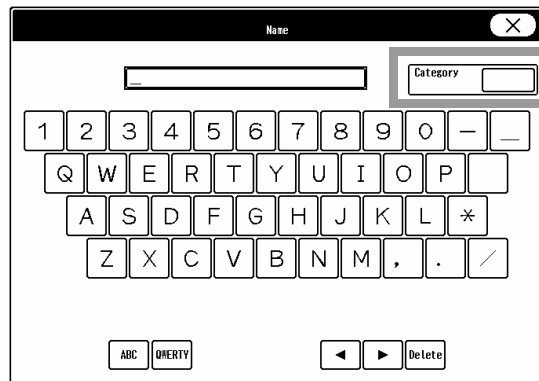 Name
_
Category
1 2 3 4 5 6 7 8 9 0 - _
Q W E R T Y U I O P
A S D F G H J K L *
Z X C V B N M , . /
ABC QWERTY ◄ ► Delete